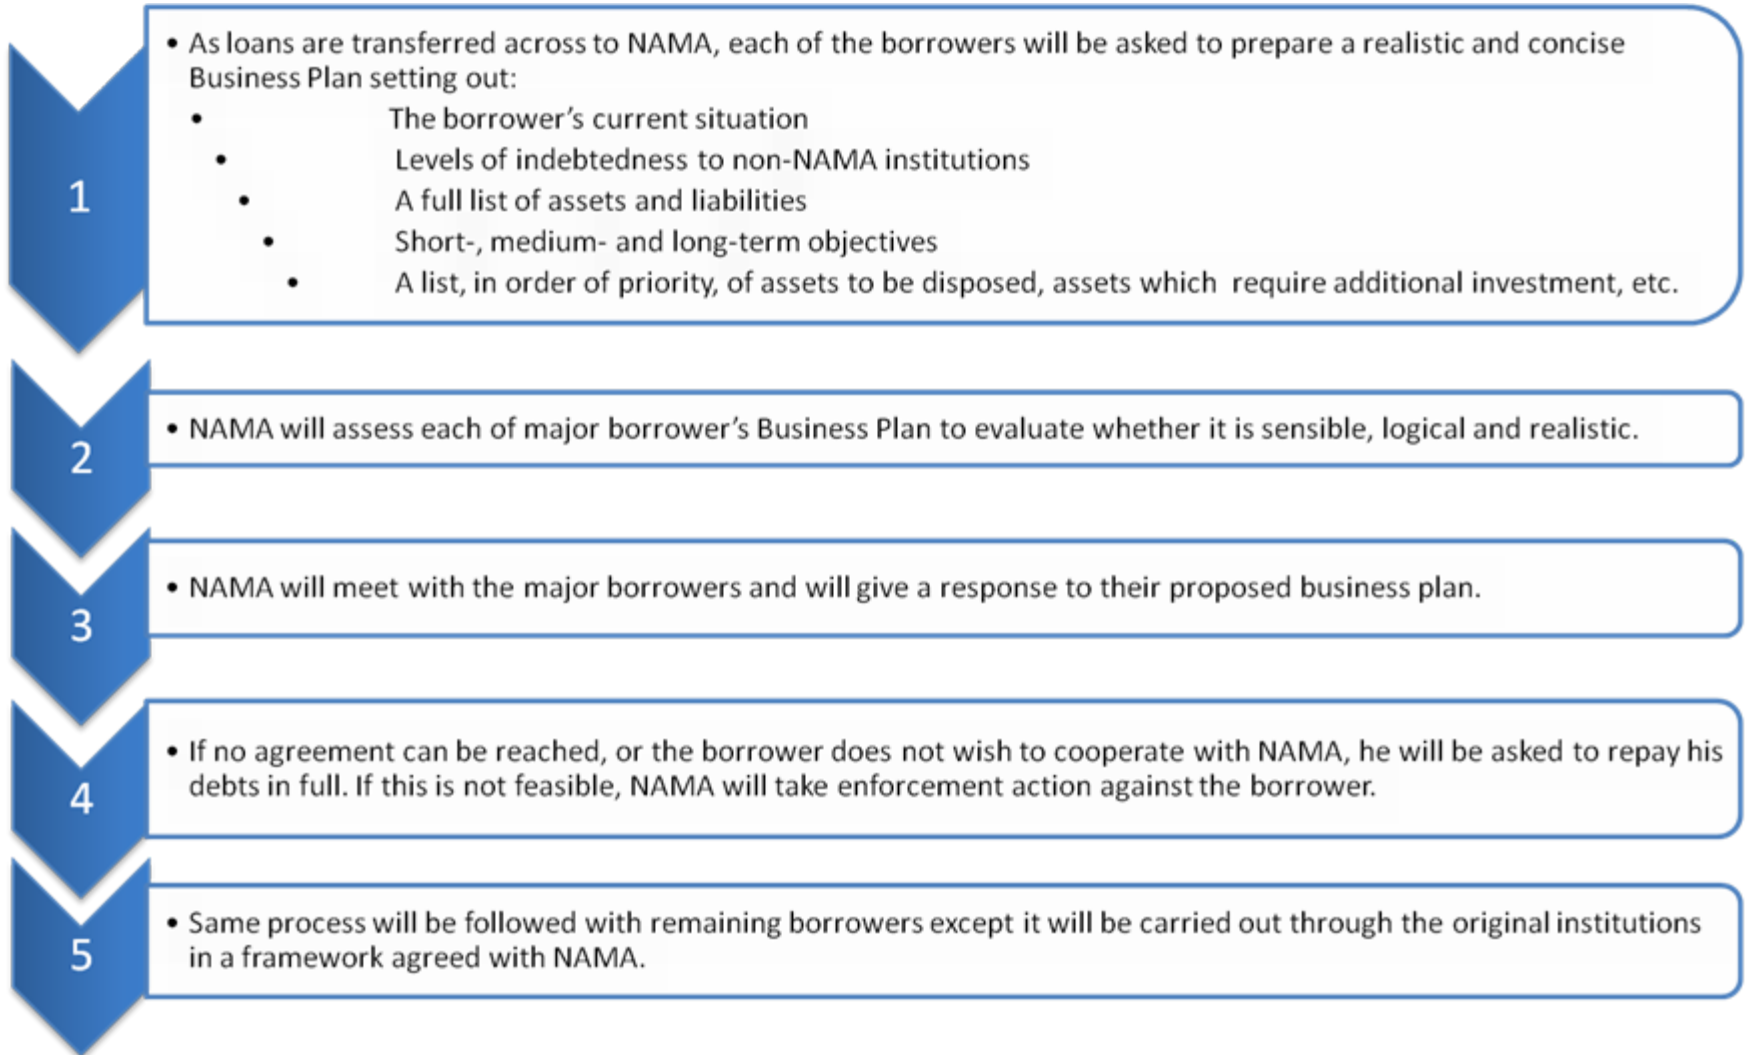 1
• As loans are transferred across to NAMA, each of the borrowers will be asked to prepare a realistic and concise
Business Plan setting out:
• The borrower’s current situation
• Levels of indebtedness to non-NAMA institutions
• A full list of assets and liabilities
• Short-, medium- and long-term objectives
• A list, in order of priority, of assets to be disposed, assets which require additional investment, etc.
2
• NAMA will assess each of major borrower’s Business Plan to evaluate whether it is sensible, logical and realistic.
3
• NAMA will meet with the major borrowers and will give a response to their proposed business plan.
4
• If no agreement can be reached, or the borrower does not wish to cooperate with NAMA, he will be asked to repay his
debts in full. If this is not feasible, NAMA will take enforcement action against the borrower.
5
• Same process will be followed with remaining borrowers except it will be carried out through the original institutions
in a framework agreed with NAMA.